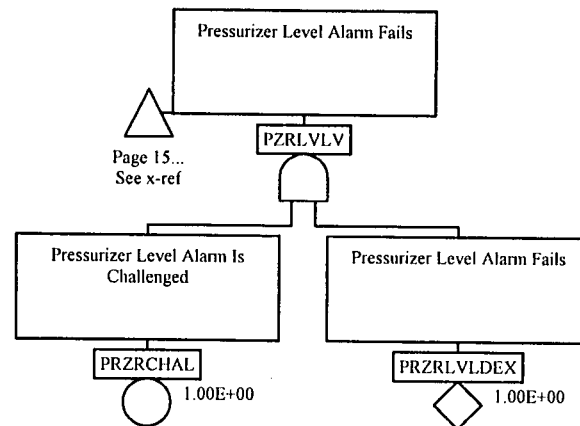 Pressurizer Level Alarm Fails
PZRLVLV
Page 15...
See x-ref
Pressurizer Level Alarm Is
Challenged
Pressurizer Level Alarm Fails
PRZRCHAL
PRZRLVLDEX
1.00E+00
1.00E+00